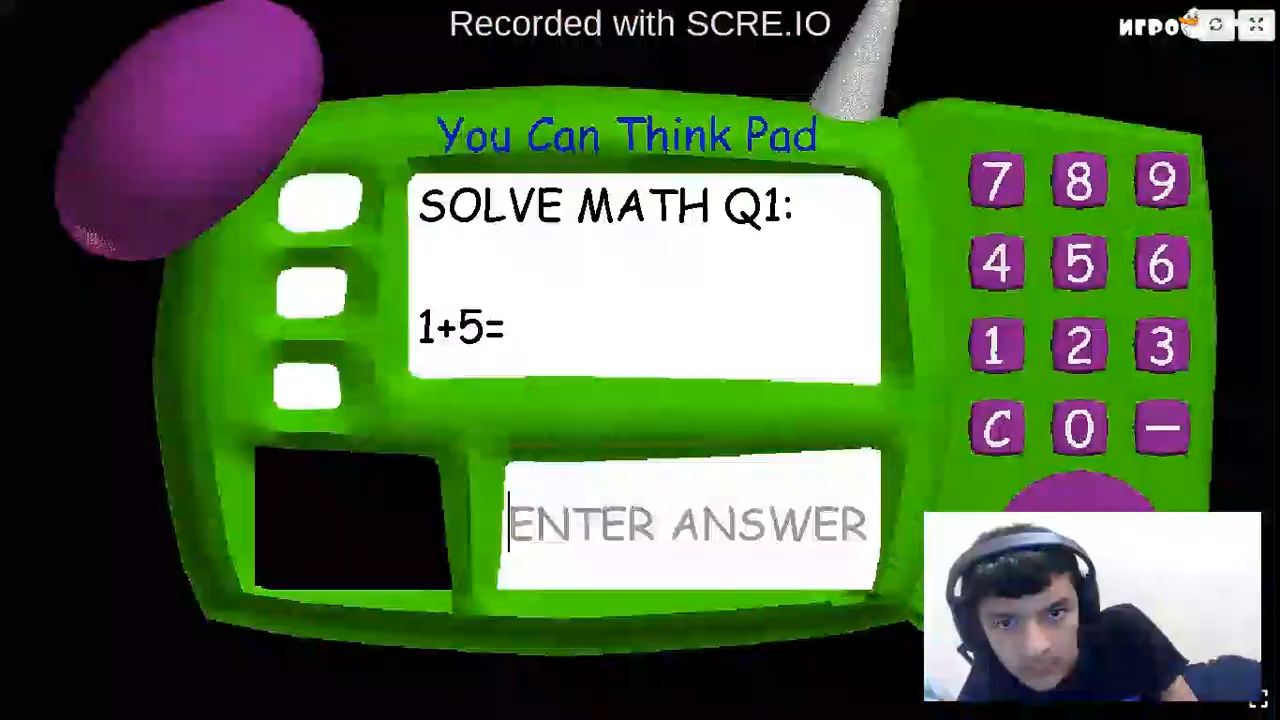 Recorded with SCRE.IO
ИГРО
You Can Think Pad
SOLVE MATH Q1:
1+5=
ENTER ANSWER
7 8 9
4 5 6
1 2 3
C 0 –